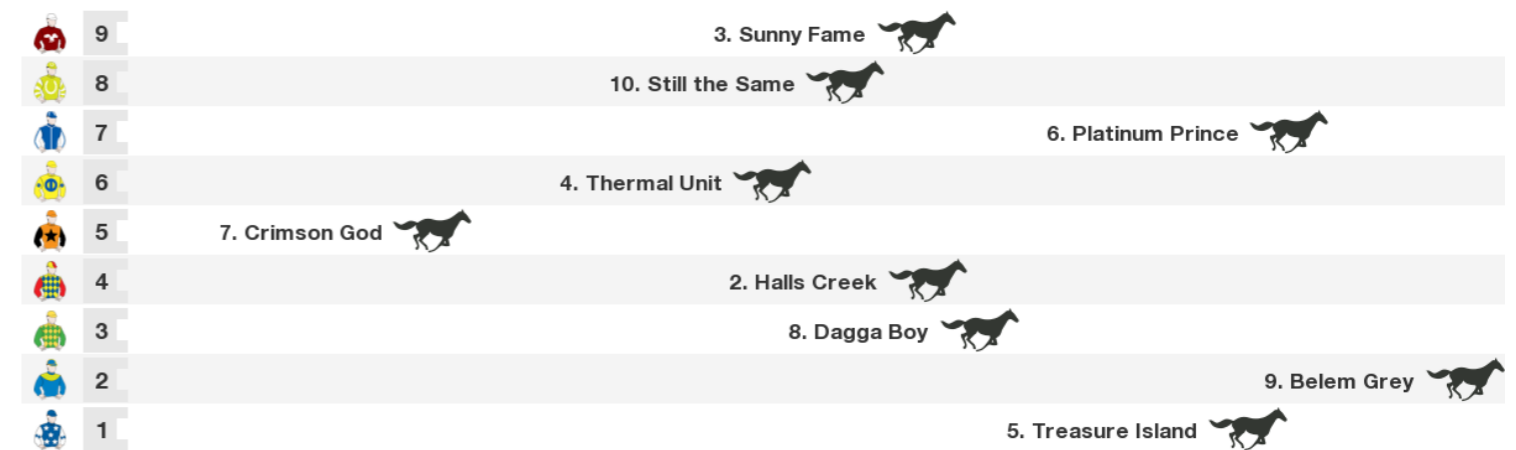 9 3. Sunny Fame
8 10. Still the Same
7 6. Platinum Prince
6 4. Thermal Unit
5 7. Crimson God
4 2. Halls Creek
3 8. Dagga Boy
2 9. Belem Grey
1 5. Treasure Island